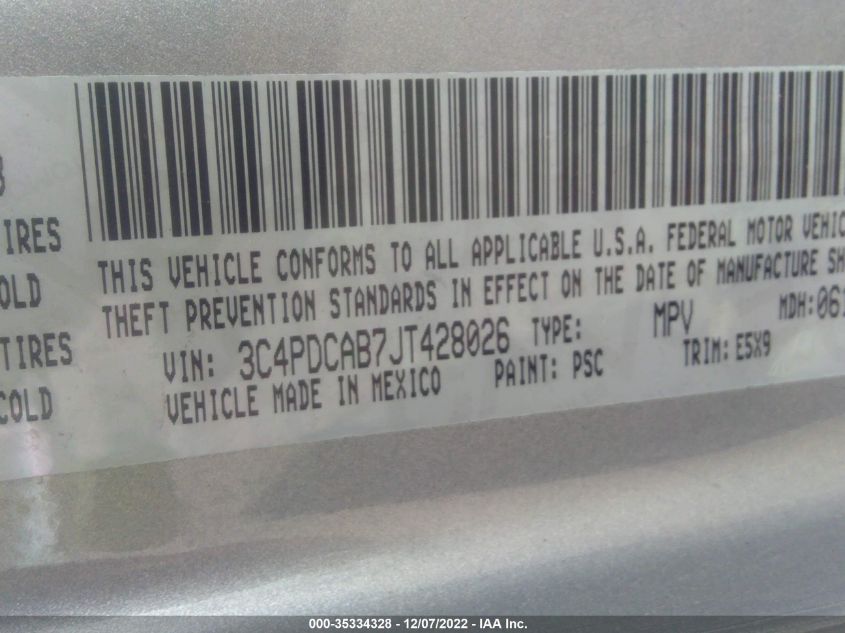 IRES
OLD
TIRES
COLD
THIS VEHICLE CONFORMS TO ALL APPLICABLE U.S.A. FEDERAL MOTOR VEHIC
THEFT PREVENTION STANDARDS IN EFFECT ON THE DATE OF MANUFACTURE SH
VIN: 3C4PDCAB7JT428026 TYPE: MPV MDH:061
VEHICLE MADE IN MEXICO PAINT: PSC TRIM: E5X9
000-35334328 - 12/07/2022 - IAA Inc.